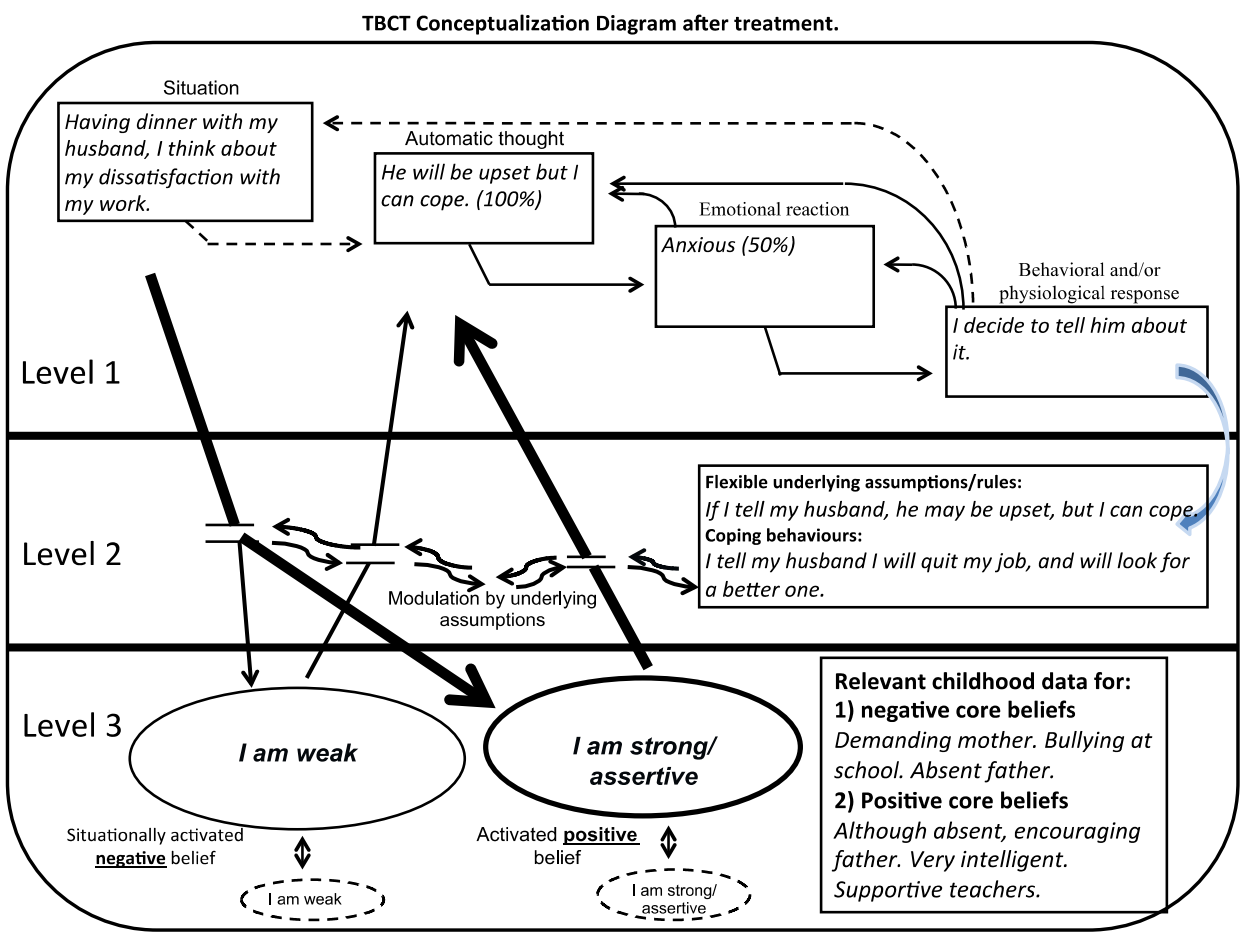 TBCT Conceptualization Diagram after treatment.
Situation
Having dinner with my
husband, I think about
my dissatisfaction with
my work.
Automatic thought
He will be upset but I
can cope. (100%)
Emotional reaction
Anxious (50%)
Behavioral and/or
physiological response
I decide to tell him about
it.
Level 1
Level 2
Flexible underlying assumptions/rules:
If I tell my husband, he may be upset, but I can cope.
Coping behaviours:
I tell my husband I will quit my job, and will look for
a better one.
Modulation by underlying
assumptions
Level 3
I am weak
I am strong/
assertive
Relevant childhood data for:
1) negative core beliefs
Demanding mother. Bullying at
school. Absent father.
2) Positive core beliefs
Although absent, encouraging
father. Very intelligent.
Supportive teachers.
Situationally activated
negative belief
Activated positive
belief
I am weak
I am strong/
assertive